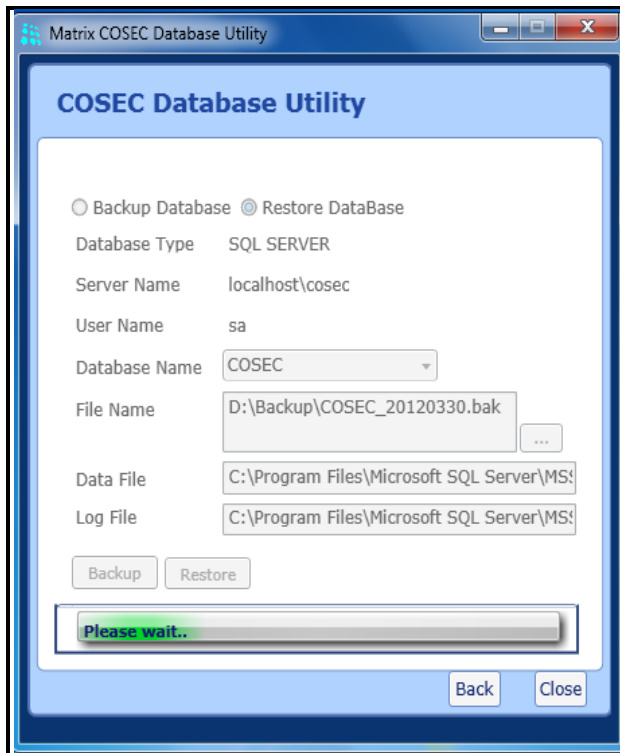 Matrix COSEC Database Utility
COSEC Database Utility
Backup Database Restore DataBase
Database Type SQL SERVER
Server Name localhost\cosec
User Name sa
Database Name COSEC
File Name D:\Backup\COSEC_20120330.bak
...
Data File C:\Program Files\Microsoft SQL Server\MS
Log File C:\Program Files\Microsoft SQL Server\MS
Backup Restore
Please wait..
Back Close